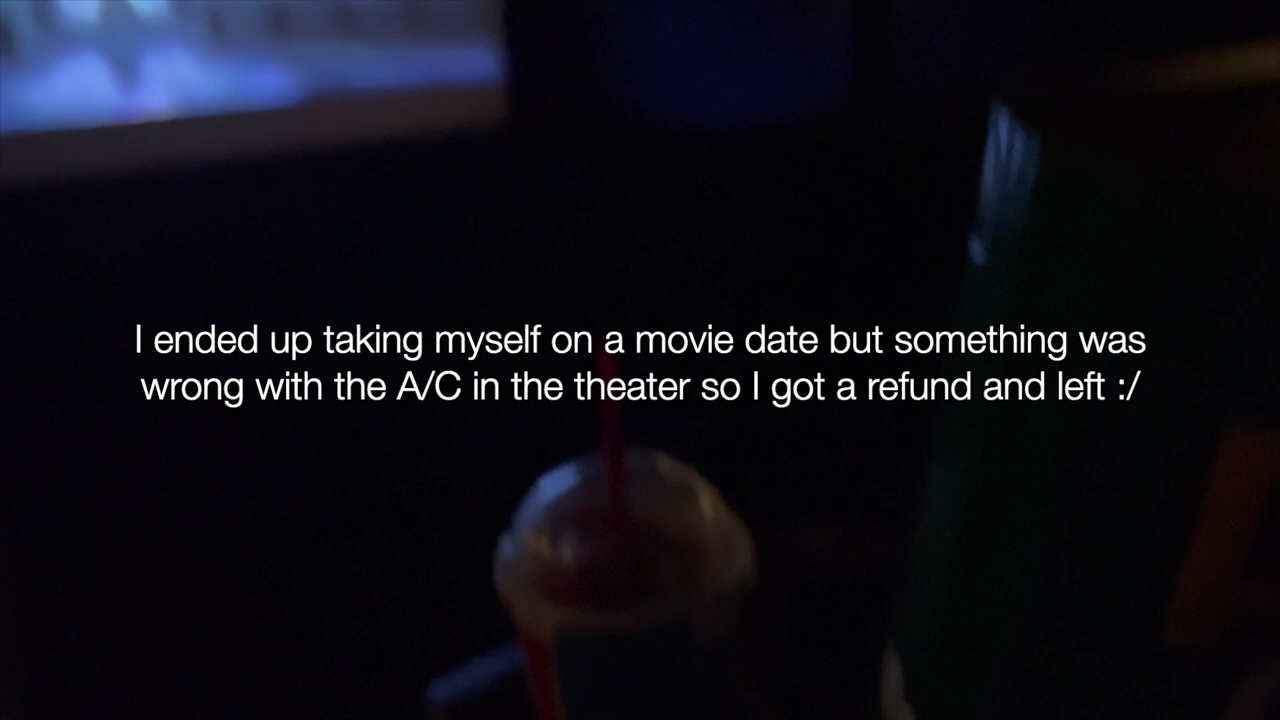 I ended up taking myself on a movie date but something was
wrong with the A/C in the theater so I got a refund and left :/